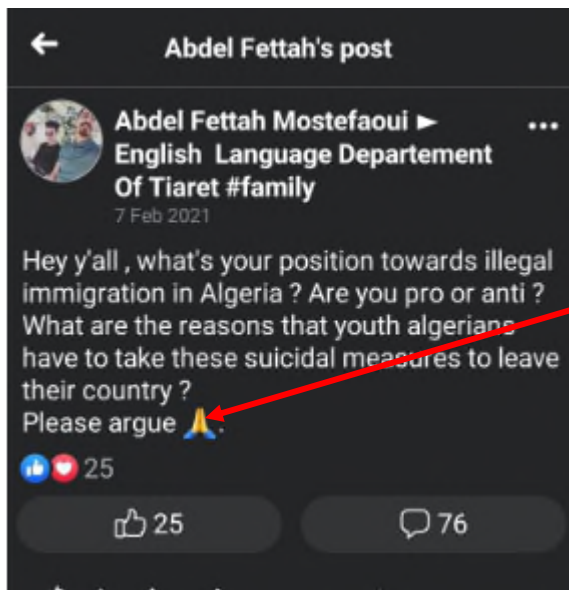 Abdel Fettah's post
Abdel Fettah Mostefaoui ►
English Language Departement
Of Tiaret #family
7 Feb 2021
Hey y'all , what's your position towards illegal
immigration in Algeria ? Are you pro or anti ?
What are the reasons that youth algerians
have to take these suicidal measures to leave
their country ?
Please argue 🙏.
25
25
76